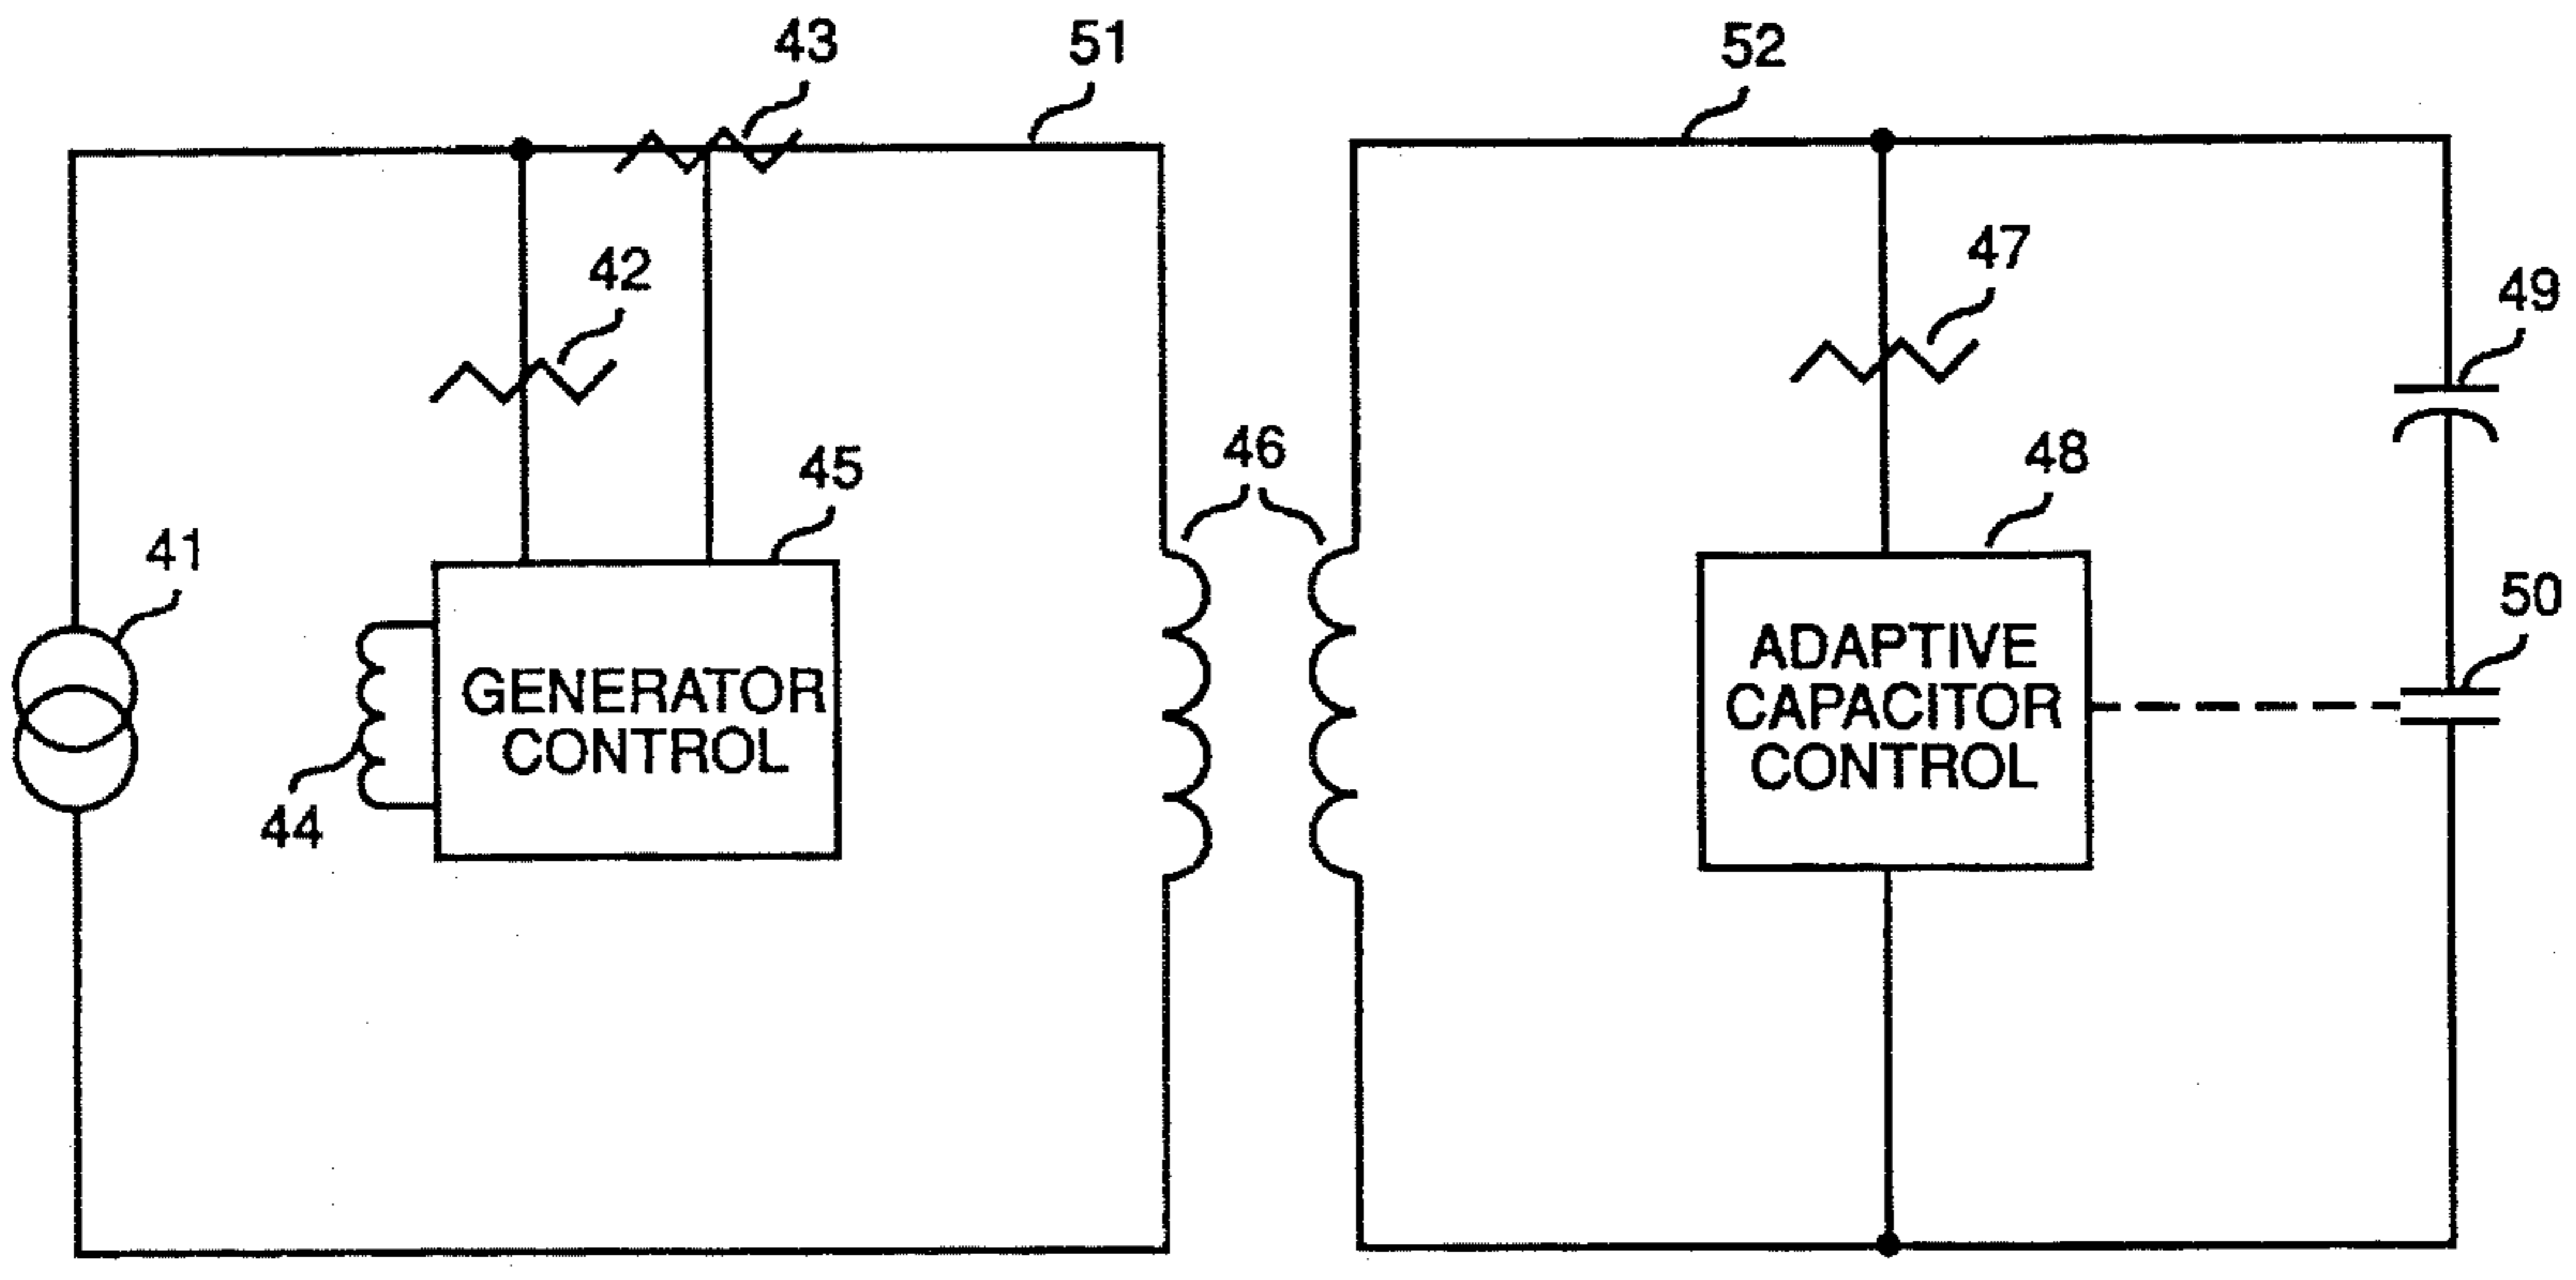 43
51
52
42
47
49
45
46
48
41
50
GENERATOR
CONTROL
ADAPTIVE
CAPACITOR
CONTROL
44